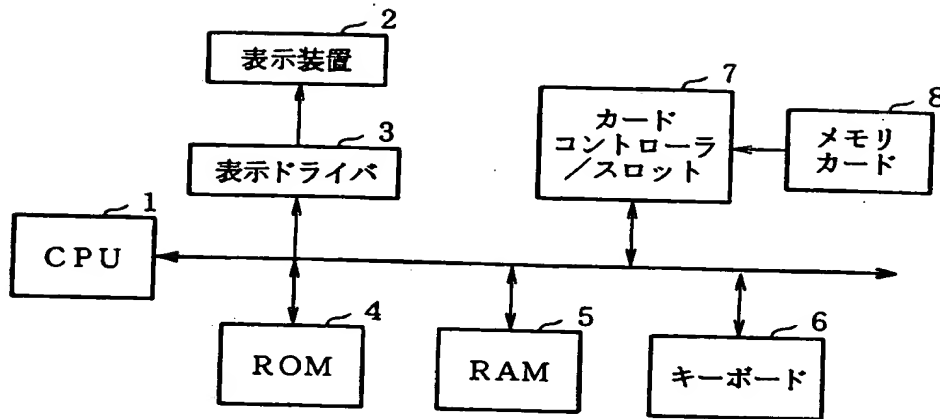 2
表示装置
3
表示ドライバ
7
カード
コントローラ
/スロット
8
メモリ
カード
1
CPU
4
ROM
5
RAM
6
キーボード